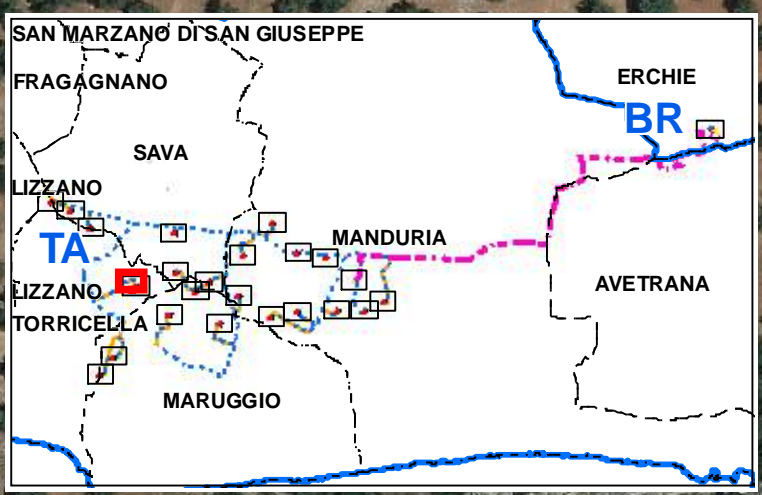 SAN MARZANO DI SAN GIUSEPPE
FRAGAGNANO
ERCHIE
BR
SAVA
LIZZANO
TA
MANDURIA
AVETRANA
LIZZANO
TORRICELLA
MARUGGIO